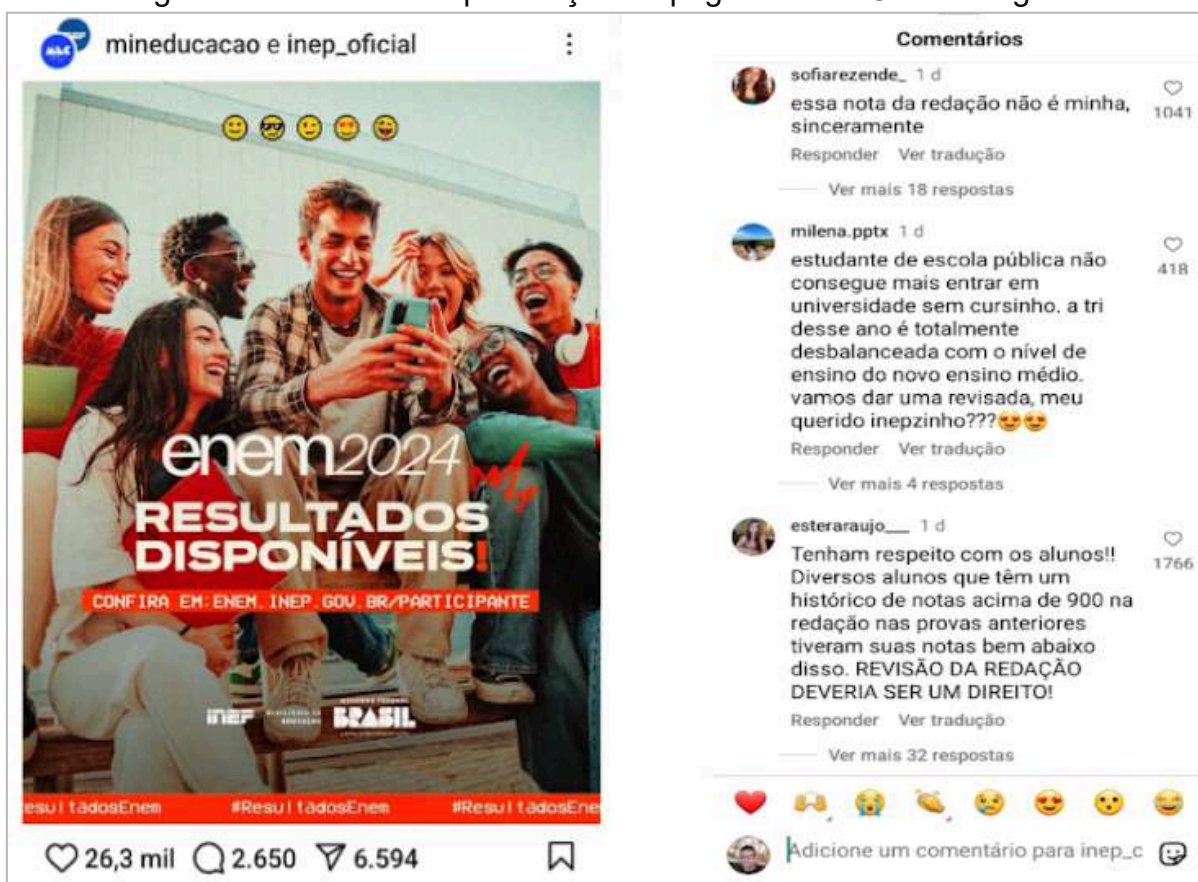 mineducacao e inep_oficial
enem2024
RESULTADOS
DISPONÍVEIS!
CONFIRA EM: ENEM.INEP.GOV.BR/PARTICIPANTE
inep
BRASIL
#ResultadosEnem #ResultadosEnem
26,3 mil 2.650 6.594
Comentários
sofiarezende_ 1 d
essa nota da redação não é minha,
sinceramente
1041
Responder Ver tradução
Ver mais 18 respostas
milena.pptx 1 d
estudante de escola pública não
consegue mais entrar em
universidade sem cursinho. a tri
desse ano é totalmente
desbalanceada com o nível de
ensino do novo ensino médio.
vamos dar uma revisada, meu
querido inepzinho???😍😍
418
Responder Ver tradução
Ver mais 4 respostas
esteraraujo___ 1 d
Tenham respeito com os alunos!!
Diversos alunos que têm um
histórico de notas acima de 900 na
redação nas provas anteriores
tiveram suas notas bem abaixo
disso. REVISÃO DA REDAÇÃO
DEVERIA SER UM DIREITO!
1766
Responder Ver tradução
Ver mais 32 respostas
Adicione um comentário para inep_c